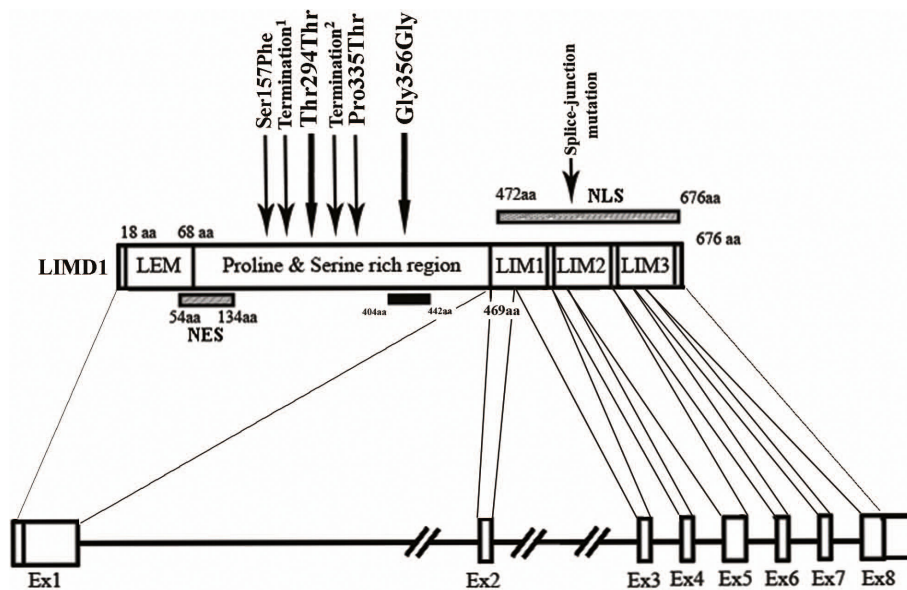 Ser157Phe
Termination1
Thr294Thr
Termination2
Pro335Thr
Gly356Gly
Splice-junction
mutation
472aa
NLS
676aa
18 aa
68 aa
676 aa
LIMD1
LEM
Proline & Serine rich region
LIM1
LIM2
LIM3
54aa
134aa
NES
404aa
442aa
469aa
Ex1
Ex2
Ex3
Ex4
Ex5
Ex6
Ex7
Ex8